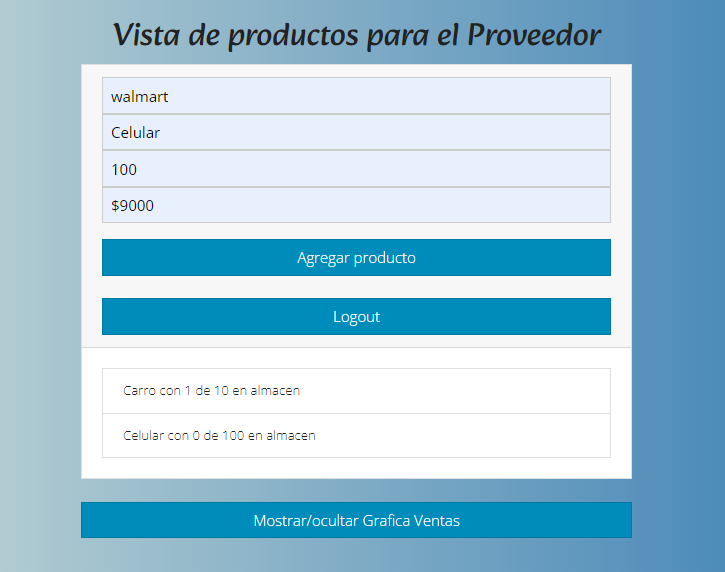 Vista de productos para el Proveedor
walmart
Celular
100
$9000
Agregar producto
Logout
Carro con 1 de 10 en almacen
Celular con 0 de 100 en almacen
Mostrar/ocultar Grafica Ventas